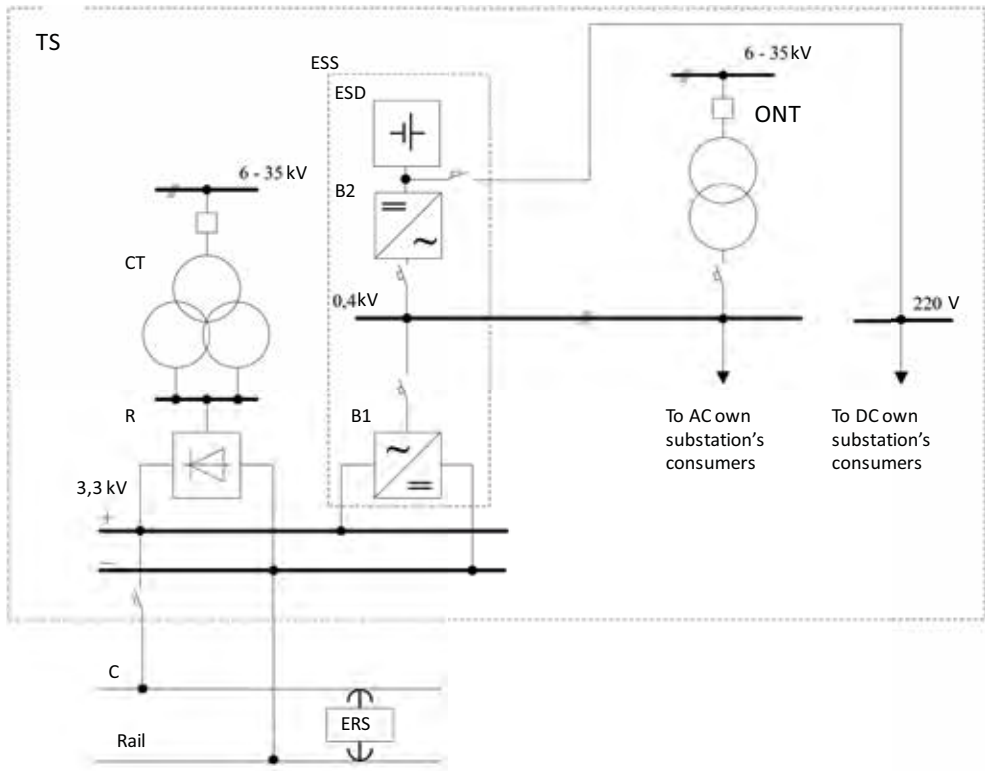 TS
6 - 35 kV
ESS
ESD
ONT
6 - 35 kV
B2
CT
0,4 kV
220 V
R
B1
To AC own
substation's
consumers
To DC own
substation's
consumers
3,3 kV
+
–
C
ERS
Rail